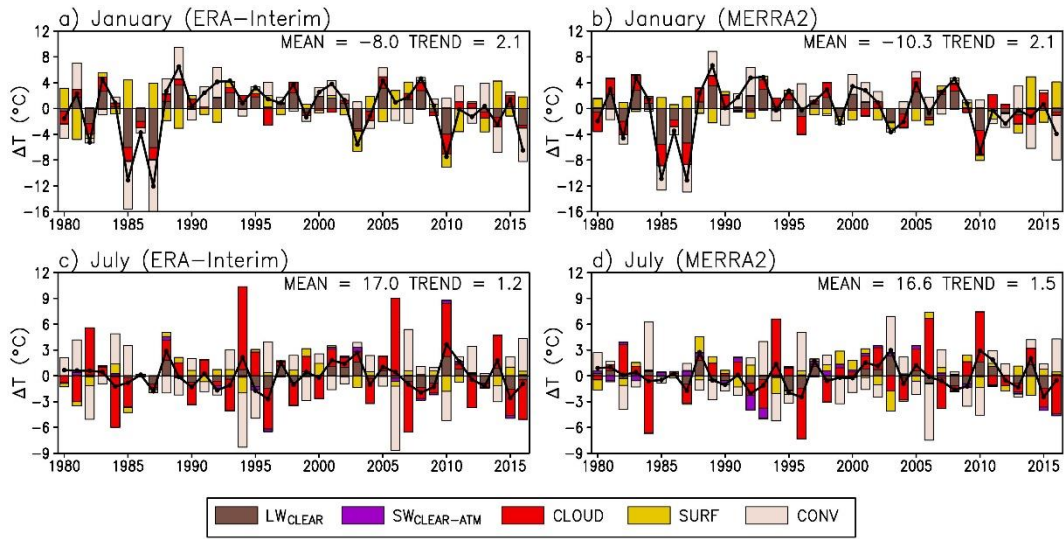 a) January (ERA-Interim)
MEAN = -8.0 TREND = 2.1
ΔT (°C)
12
8
4
0
-4
-8
-12
-16
1980 1985 1990 1995 2000 2005 2010 2015
b) January (MERRA2)
MEAN = -10.3 TREND = 2.1
ΔT (°C)
12
8
4
0
-4
-8
-12
-16
1980 1985 1990 1995 2000 2005 2010 2015
c) July (ERA-Interim)
MEAN = 17.0 TREND = 1.2
ΔT (°C)
12
9
6
3
0
-3
-6
-9
1980 1985 1990 1995 2000 2005 2010 2015
d) July (MERRA2)
MEAN = 16.6 TREND = 1.5
ΔT (°C)
12
9
6
3
0
-3
-6
-9
1980 1985 1990 1995 2000 2005 2010 2015
LWCLEAR SWCLEAR-ATM CLOUD SURF CONV